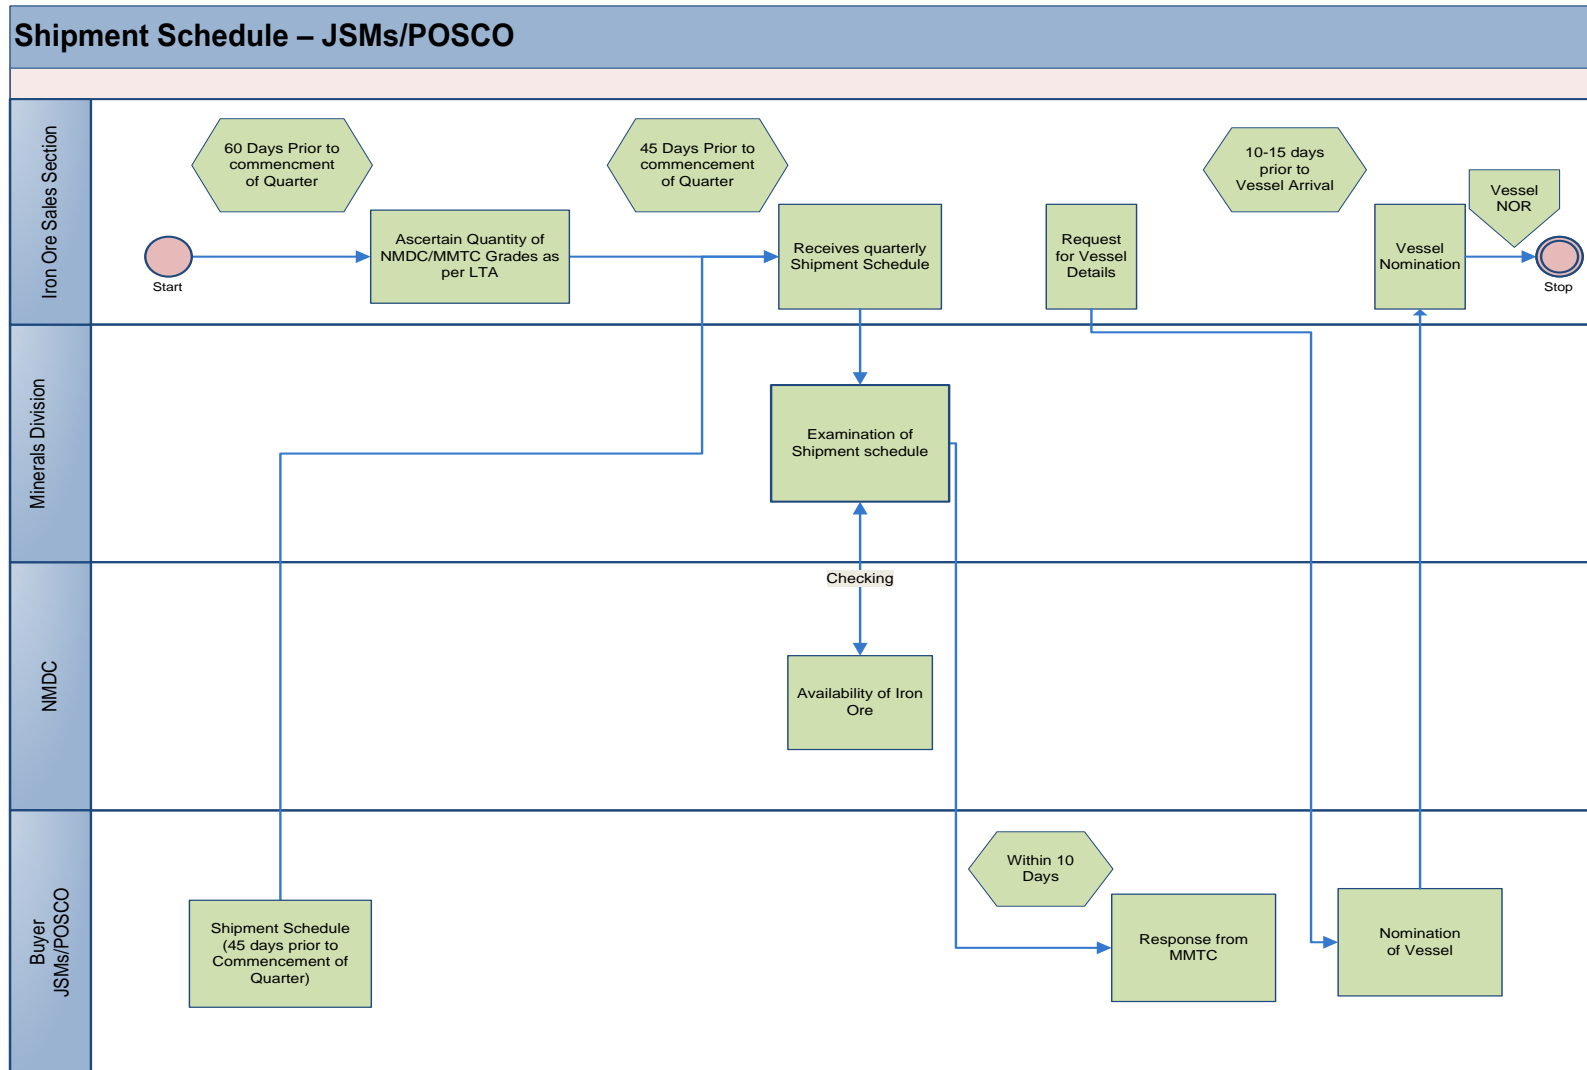 Shipment Schedule – JSMs/POSCO
Iron Ore Sales Section
60 Days Prior to
commencment
of Quarter
45 Days Prior to
commencement
of Quarter
10-15 days
prior to
Vessel Arrival
Vessel
NOR
Start
Ascertain Quantity of
NMDC/MMTC Grades as
per LTA
Receives quarterly
Shipment Schedule
Request
for Vessel
Details
Vessel
Nomination
Stop
Minerals Division
Examination of
Shipment schedule
NMDC
Checking
Availability of Iron
Ore
Buyer
JSMs/POSCO
Shipment Schedule
(45 days prior to
Commencement of
Quarter)
Within 10
Days
Response from
MMTC
Nomination
of Vessel